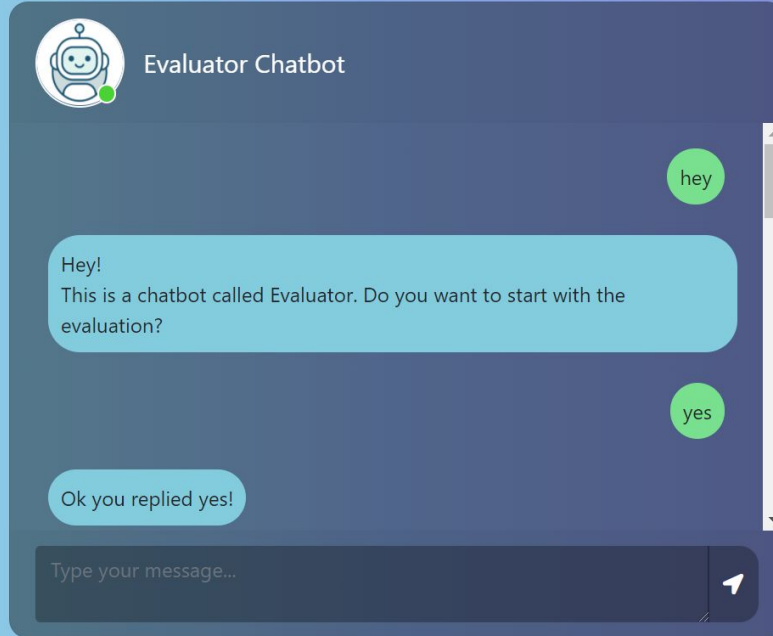 Evaluator Chatbot
hey
Hey!
This is a chatbot called Evaluator. Do you want to start with the
evaluation?
yes
Ok you replied yes!
Type your message...